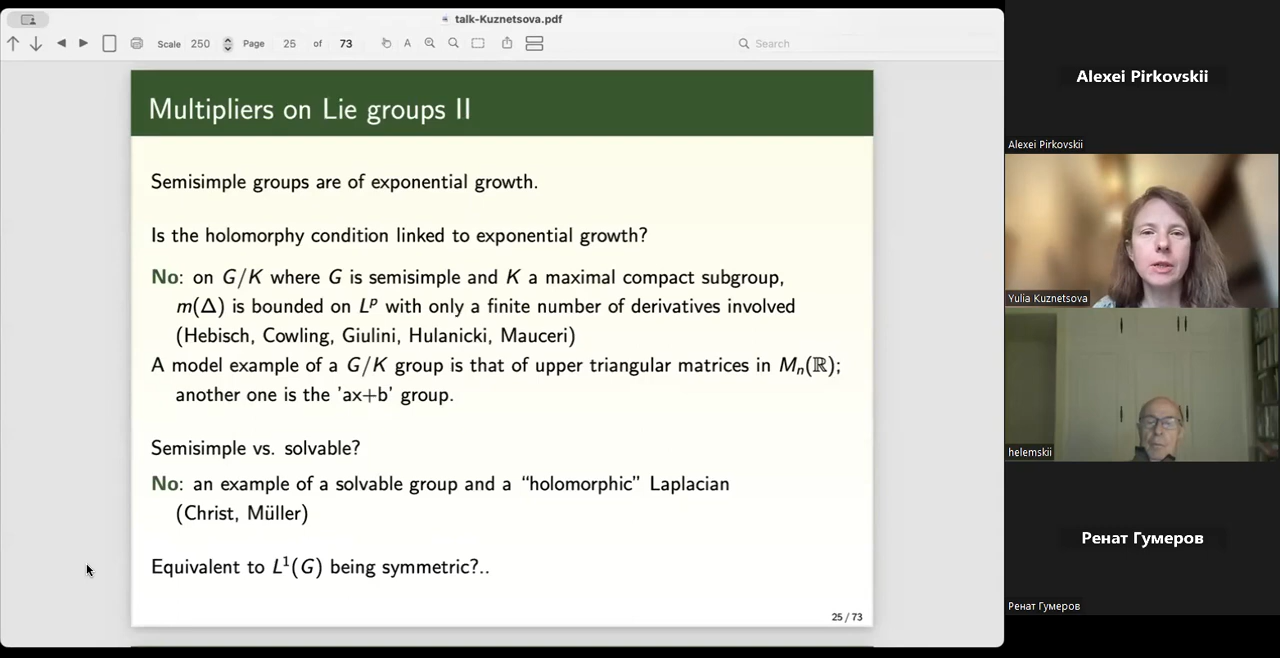 talk-Kuznetsova.pdf
Scale 250 Page 25 of 73 A Search
Multipliers on Lie groups II
Semisimple groups are of exponential growth.
Is the holomorphy condition linked to exponential growth?
No: on G/K where G is semisimple and K a maximal compact subgroup,
m(Δ) is bounded on L^p with only a finite number of derivatives involved
(Hebisch, Cowling, Giulini, Hulanicki, Mauceri)
A model example of a G/K group is that of upper triangular matrices in M_n(ℝ);
another one is the 'ax+b' group.
Semisimple vs. solvable?
No: an example of a solvable group and a “holomorphic” Laplacian
(Christ, Müller)
Equivalent to L¹(G) being symmetric?..
25 / 73
Alexei Pirkovskii
Alexei Pirkovskii
Yulia Kuznetsova
helemskii
Ренат Гумеров
Ренат Гумеров